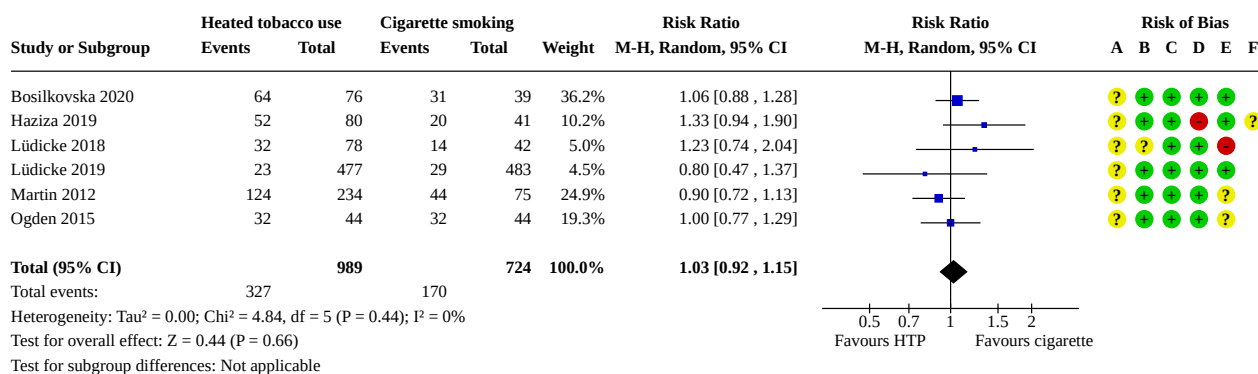 Heated tobacco use Cigarette smoking Risk Ratio Risk Ratio Risk of Bias
Study or Subgroup Events Total Events Total Weight M-H, Random, 95% CI M-H, Random, 95% CI A B C D E F
Bosilkovska 2020 64 76 31 39 36.2% 1.06 [0.88 , 1.28] ? + + + +
Haziza 2019 52 80 20 41 10.2% 1.33 [0.94 , 1.90] ? + + - + ?
Lüdicke 2018 32 78 14 42 5.0% 1.23 [0.74 , 2.04] ? ? + + -
Lüdicke 2019 23 477 29 483 4.5% 0.80 [0.47 , 1.37] ? + + + +
Martin 2012 124 234 44 75 24.9% 0.90 [0.72 , 1.13] ? + + + ?
Ogden 2015 32 44 32 44 19.3% 1.00 [0.77 , 1.29] ? + + + ?
Total (95% CI) 989 724 100.0% 1.03 [0.92 , 1.15]
Total events: 327 170
Heterogeneity: Tau² = 0.00; Chi² = 4.84, df = 5 (P = 0.44); I² = 0%
0.5 0.7 1 1.5 2
Test for overall effect: Z = 0.44 (P = 0.66) Favours HTP Favours cigarette
Test for subgroup differences: Not applicable